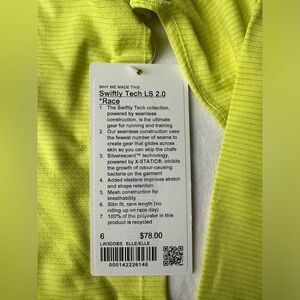 WHY WE MADE THIS
Swiftly Tech LS 2.0
*Race
1. The Swiftly Tech collection,
powered by seamless
construction, is the ultimate
gear for running and training
2. Our seamless construction uses
the fewest number of seams to
create gear that glides across
skin so you can skip the chafe
3. Silverescent™ technology,
powered by X-STATIC®, inhibits
the growth of odour-causing
bacteria on the garment
4. Added elastane improves stretch
and shape retention
5. Mesh construction for
breathability
6. Slim fit, race length (no
riding up on race day)
7. 100% of the polyester in this
product is recycled
6 $78.00
LW3DOBS ELLE/ELLE
000142226146